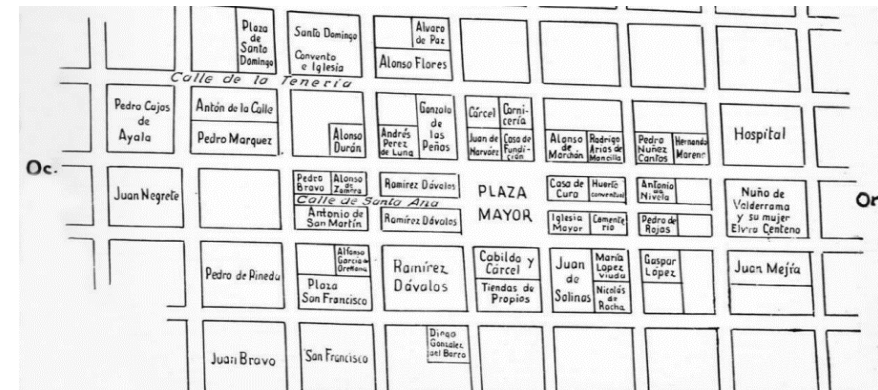 Plaza
de
Santo
Domingo
Santo Domingo
Convento
e Iglesia
Alvaro
de Paz
Alonso Flores
Calle de la Teneria
Pedro Cojos
de
Ayala
Antón de la Calle
Pedro Marquez
Alonso
Durán
Andrés
Perez
de Luna
Gonzalo
de
las
Peños
Cárcel
Carni-
cería
Juan de
Narváez
Casa de
Fundi-
ción
Alonso
de
Marchán
Rodrigo
Arias de
Mancilla
Pedro
Nuñez
Cantos
Hernando
Moreno
Hospital
Oc.
Juan Negrete
Pedro
Bravo
Alonso
de
Zamora
Ramirez Dávalos
Calle de Santa Ana
Antonio de
San Martín
Ramírez Dávalos
PLAZA
MAYOR
Casa de
Cura
Huerto
conventual
Iglesia
Mayor
Cemente
rio
Antonio
de
Nivela
Pedro de
Rojas
Nuño de
Valderrama
y su mujer
Elvira Centeno
Or
Pedro de Pineda
Alfonso
Garcia de
Orellana
Plaza
San Francisco
Ramírez
Dávalos
Cabildo y
Cárcel
Tiendas de
Propios
Juan
de
Salinas
María
Lopez
viuda
Nicolás
de
Rocha
Gaspar
López
Juan Mejía
Juan Bravo
San Francisco
Diego
Gonzalez
del Barro